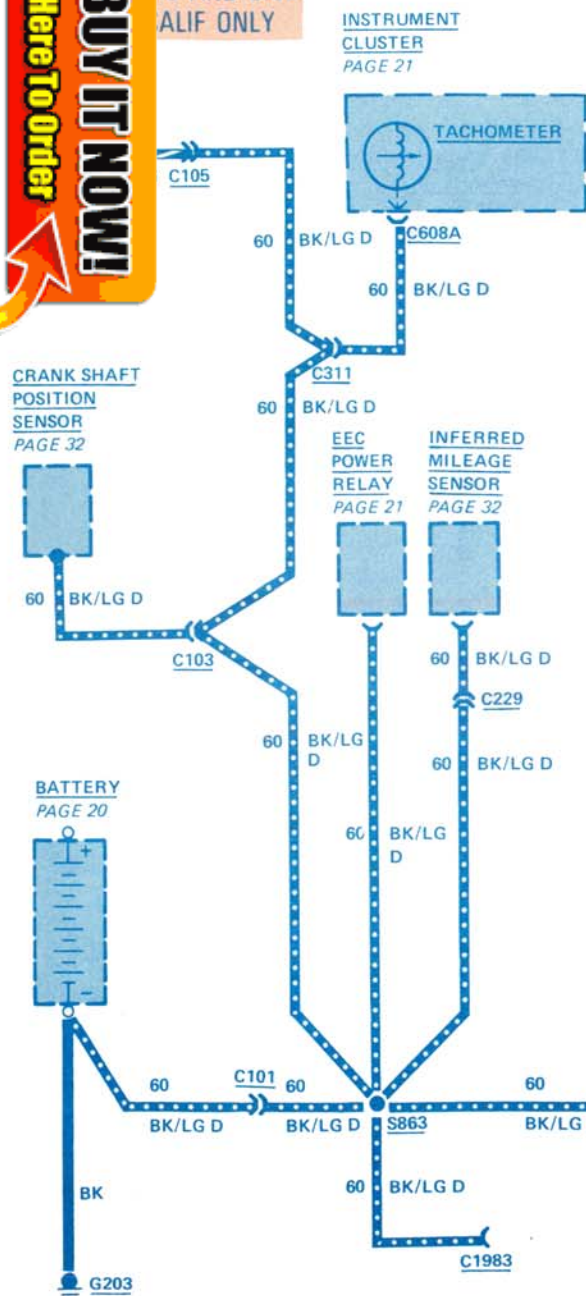 CALIF ONLY
BUY IT NOW!
Here To Order
INSTRUMENT
CLUSTER
PAGE 21
TACHOMETER
C105
C608A
60 BK/LG D
60 BK/LG D
C311
CRANK SHAFT
POSITION
SENSOR
PAGE 32
60 BK/LG D
EEC
POWER
RELAY
PAGE 21
INFERRED
MILEAGE
SENSOR
PAGE 32
60 BK/LG D
C103
60 BK/LG D
C229
60 BK/LG
D
60 BK/LG D
BATTERY
PAGE 20
+
60 BK/LG
D
-
C101
60
60
60
BK/LG D
BK/LG D
S863
BK/LG
BK
60 BK/LG D
C1983
G203